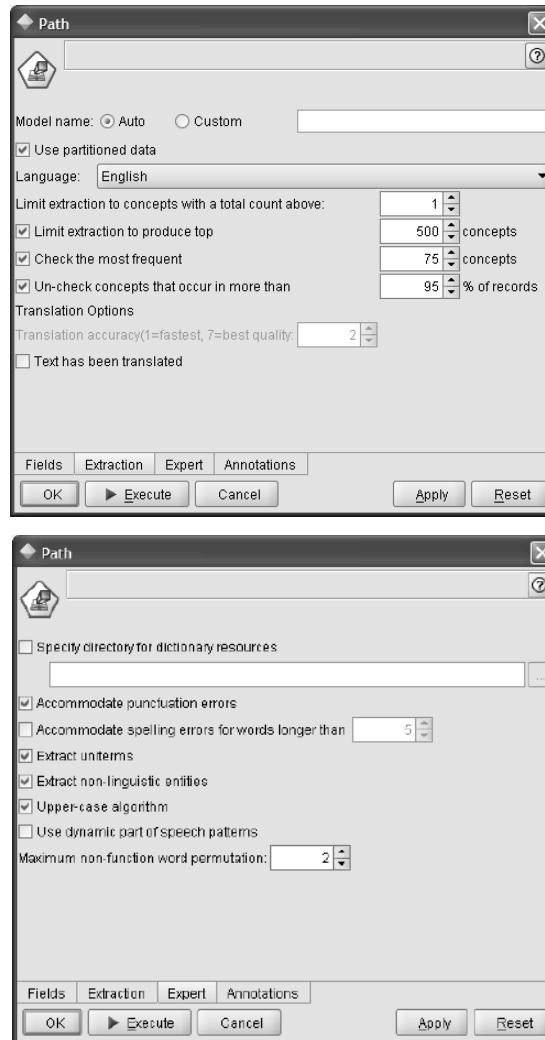 Path
Model name: Auto Custom
Use partitioned data
Language: English
Limit extraction to concepts with a total count above: 1
Limit extraction to produce top 500 concepts
Check the most frequent 75 concepts
Un-check concepts that occur in more than 95 % of records
Translation Options
Translation accuracy(1=fastest, 7=best quality: 2
Text has been translated
Fields Extraction Expert Annotations
OK Execute Cancel Apply Reset
Path
Specify directory for dictionary resources
...
Accommodate punctuation errors
Accommodate spelling errors for words longer than 5
Extract uniterms
Extract non-linguistic entities
Upper-case algorithm
Use dynamic part of speech patterns
Maximum non-function word permutation: 2
Fields Extraction Expert Annotations
OK Execute Cancel Apply Reset